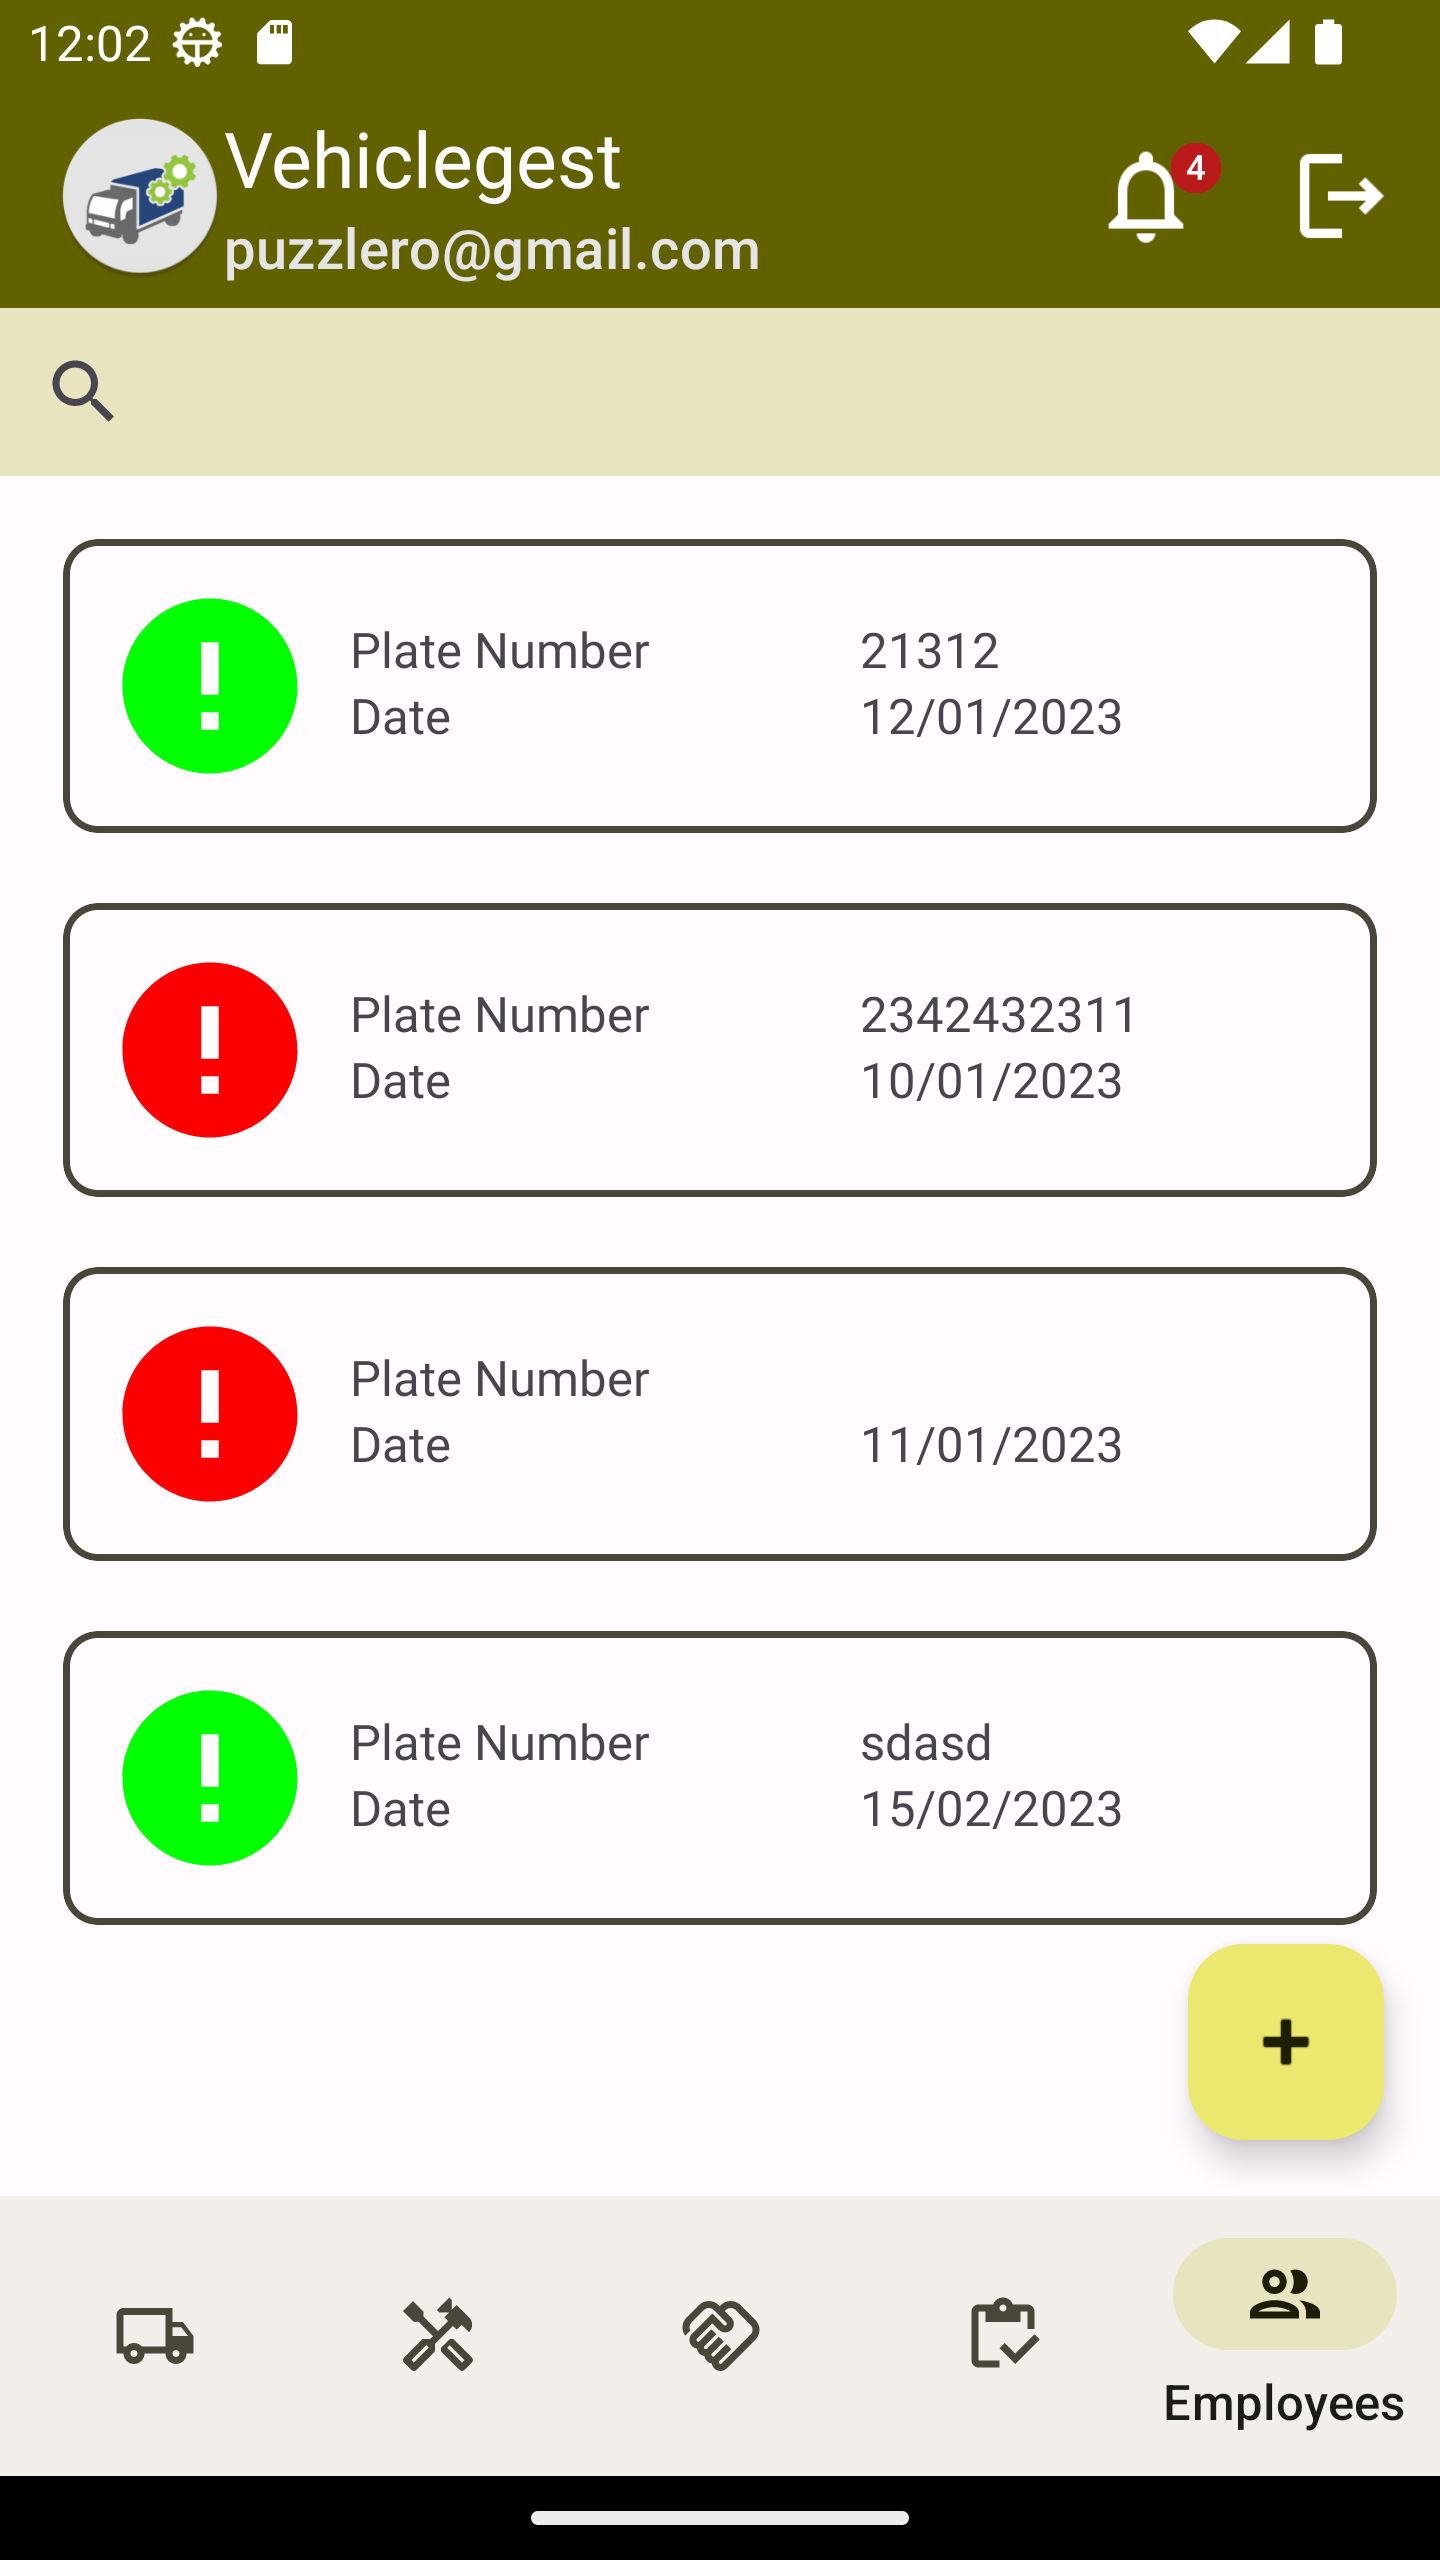 12:02
Vehiclegest
4
puzzlero@gmail.com
Plate Number 21312
Date 12/01/2023
Plate Number 2342432311
Date 10/01/2023
Plate Number
Date 11/01/2023
Plate Number sdasd
Date 15/02/2023
Employees